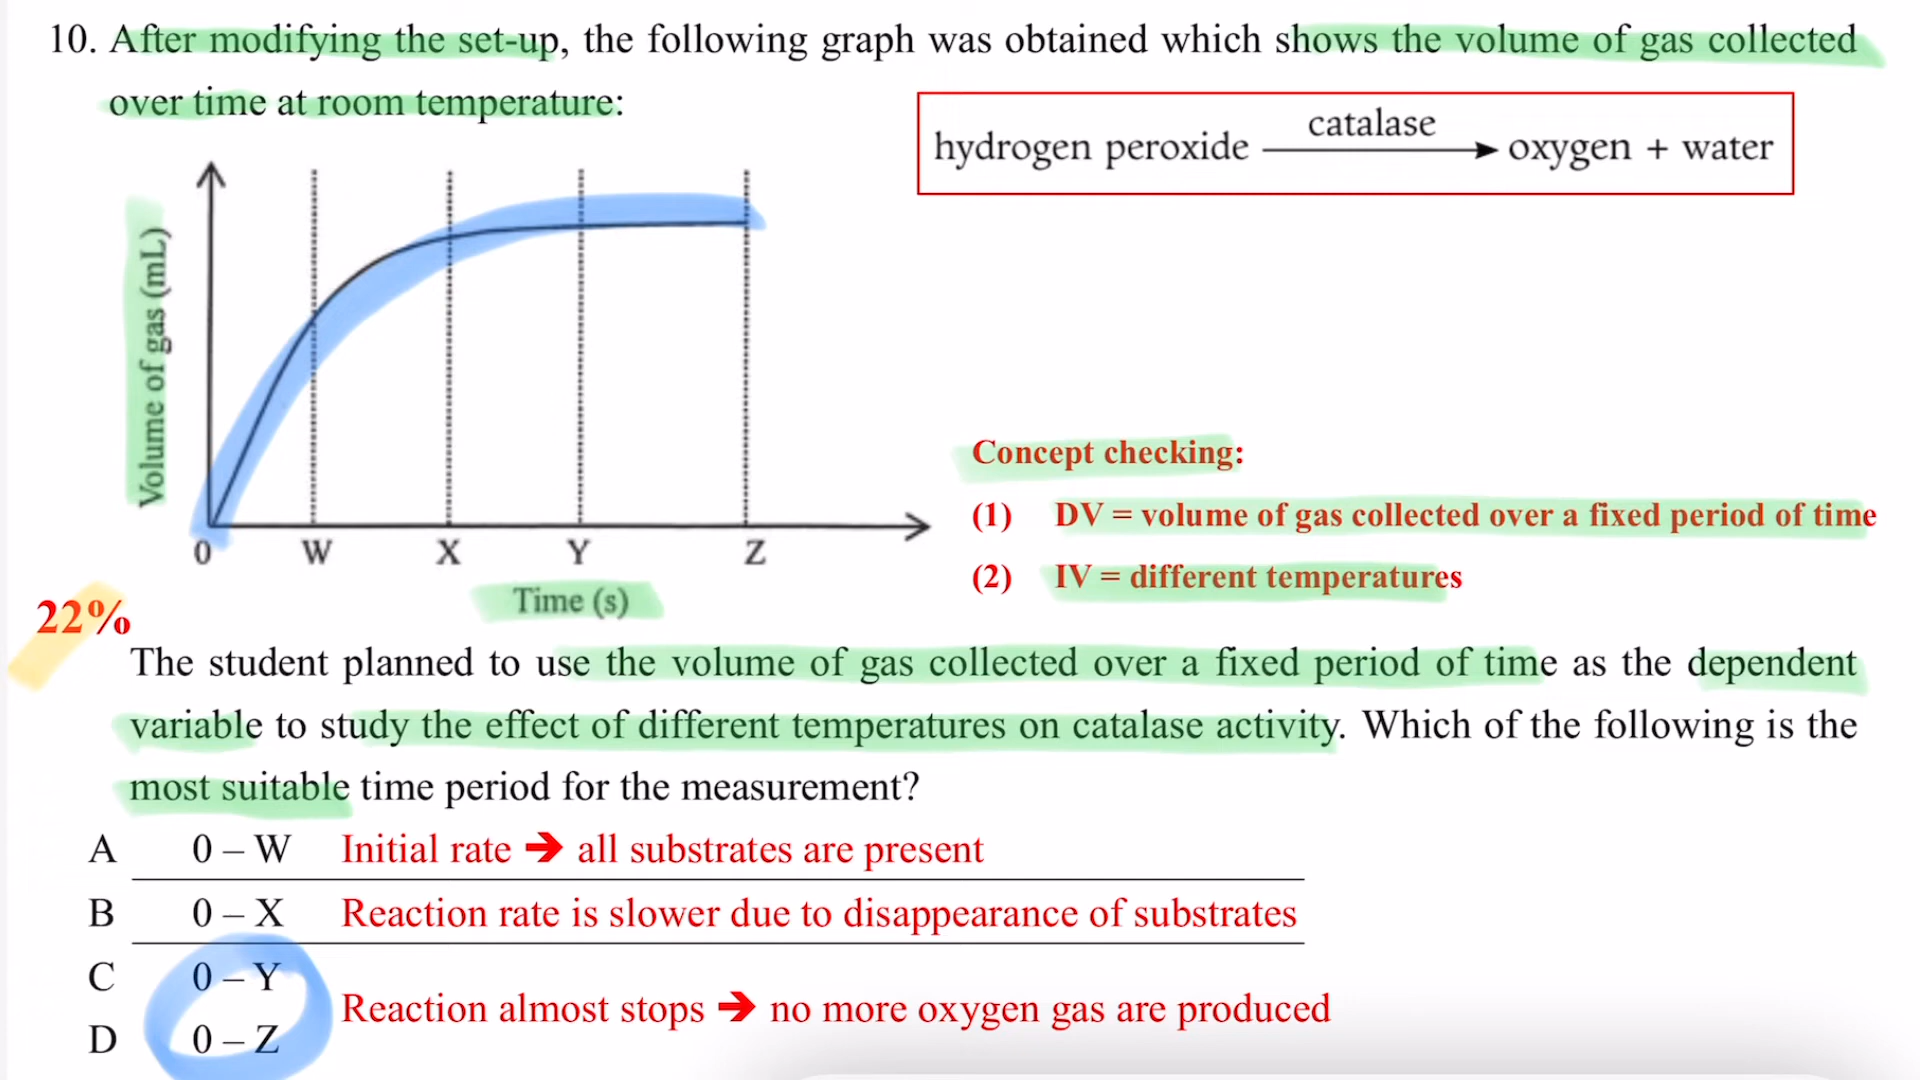 10. After modifying the set-up, the following graph was obtained which shows the volume of gas collected
over time at room temperature:
hydrogen peroxide catalase → oxygen + water
Volume of gas (mL)
0 W X Y Z
Time (s)
Concept checking:
(1) DV = volume of gas collected over a fixed period of time
(2) IV = different temperatures
22%
The student planned to use the volume of gas collected over a fixed period of time as the dependent
variable to study the effect of different temperatures on catalase activity. Which of the following is the
most suitable time period for the measurement?
A 0 – W Initial rate ➔ all substrates are present
B 0 – X Reaction rate is slower due to disappearance of substrates
C 0 – Y
Reaction almost stops ➔ no more oxygen gas are produced
D 0 – Z